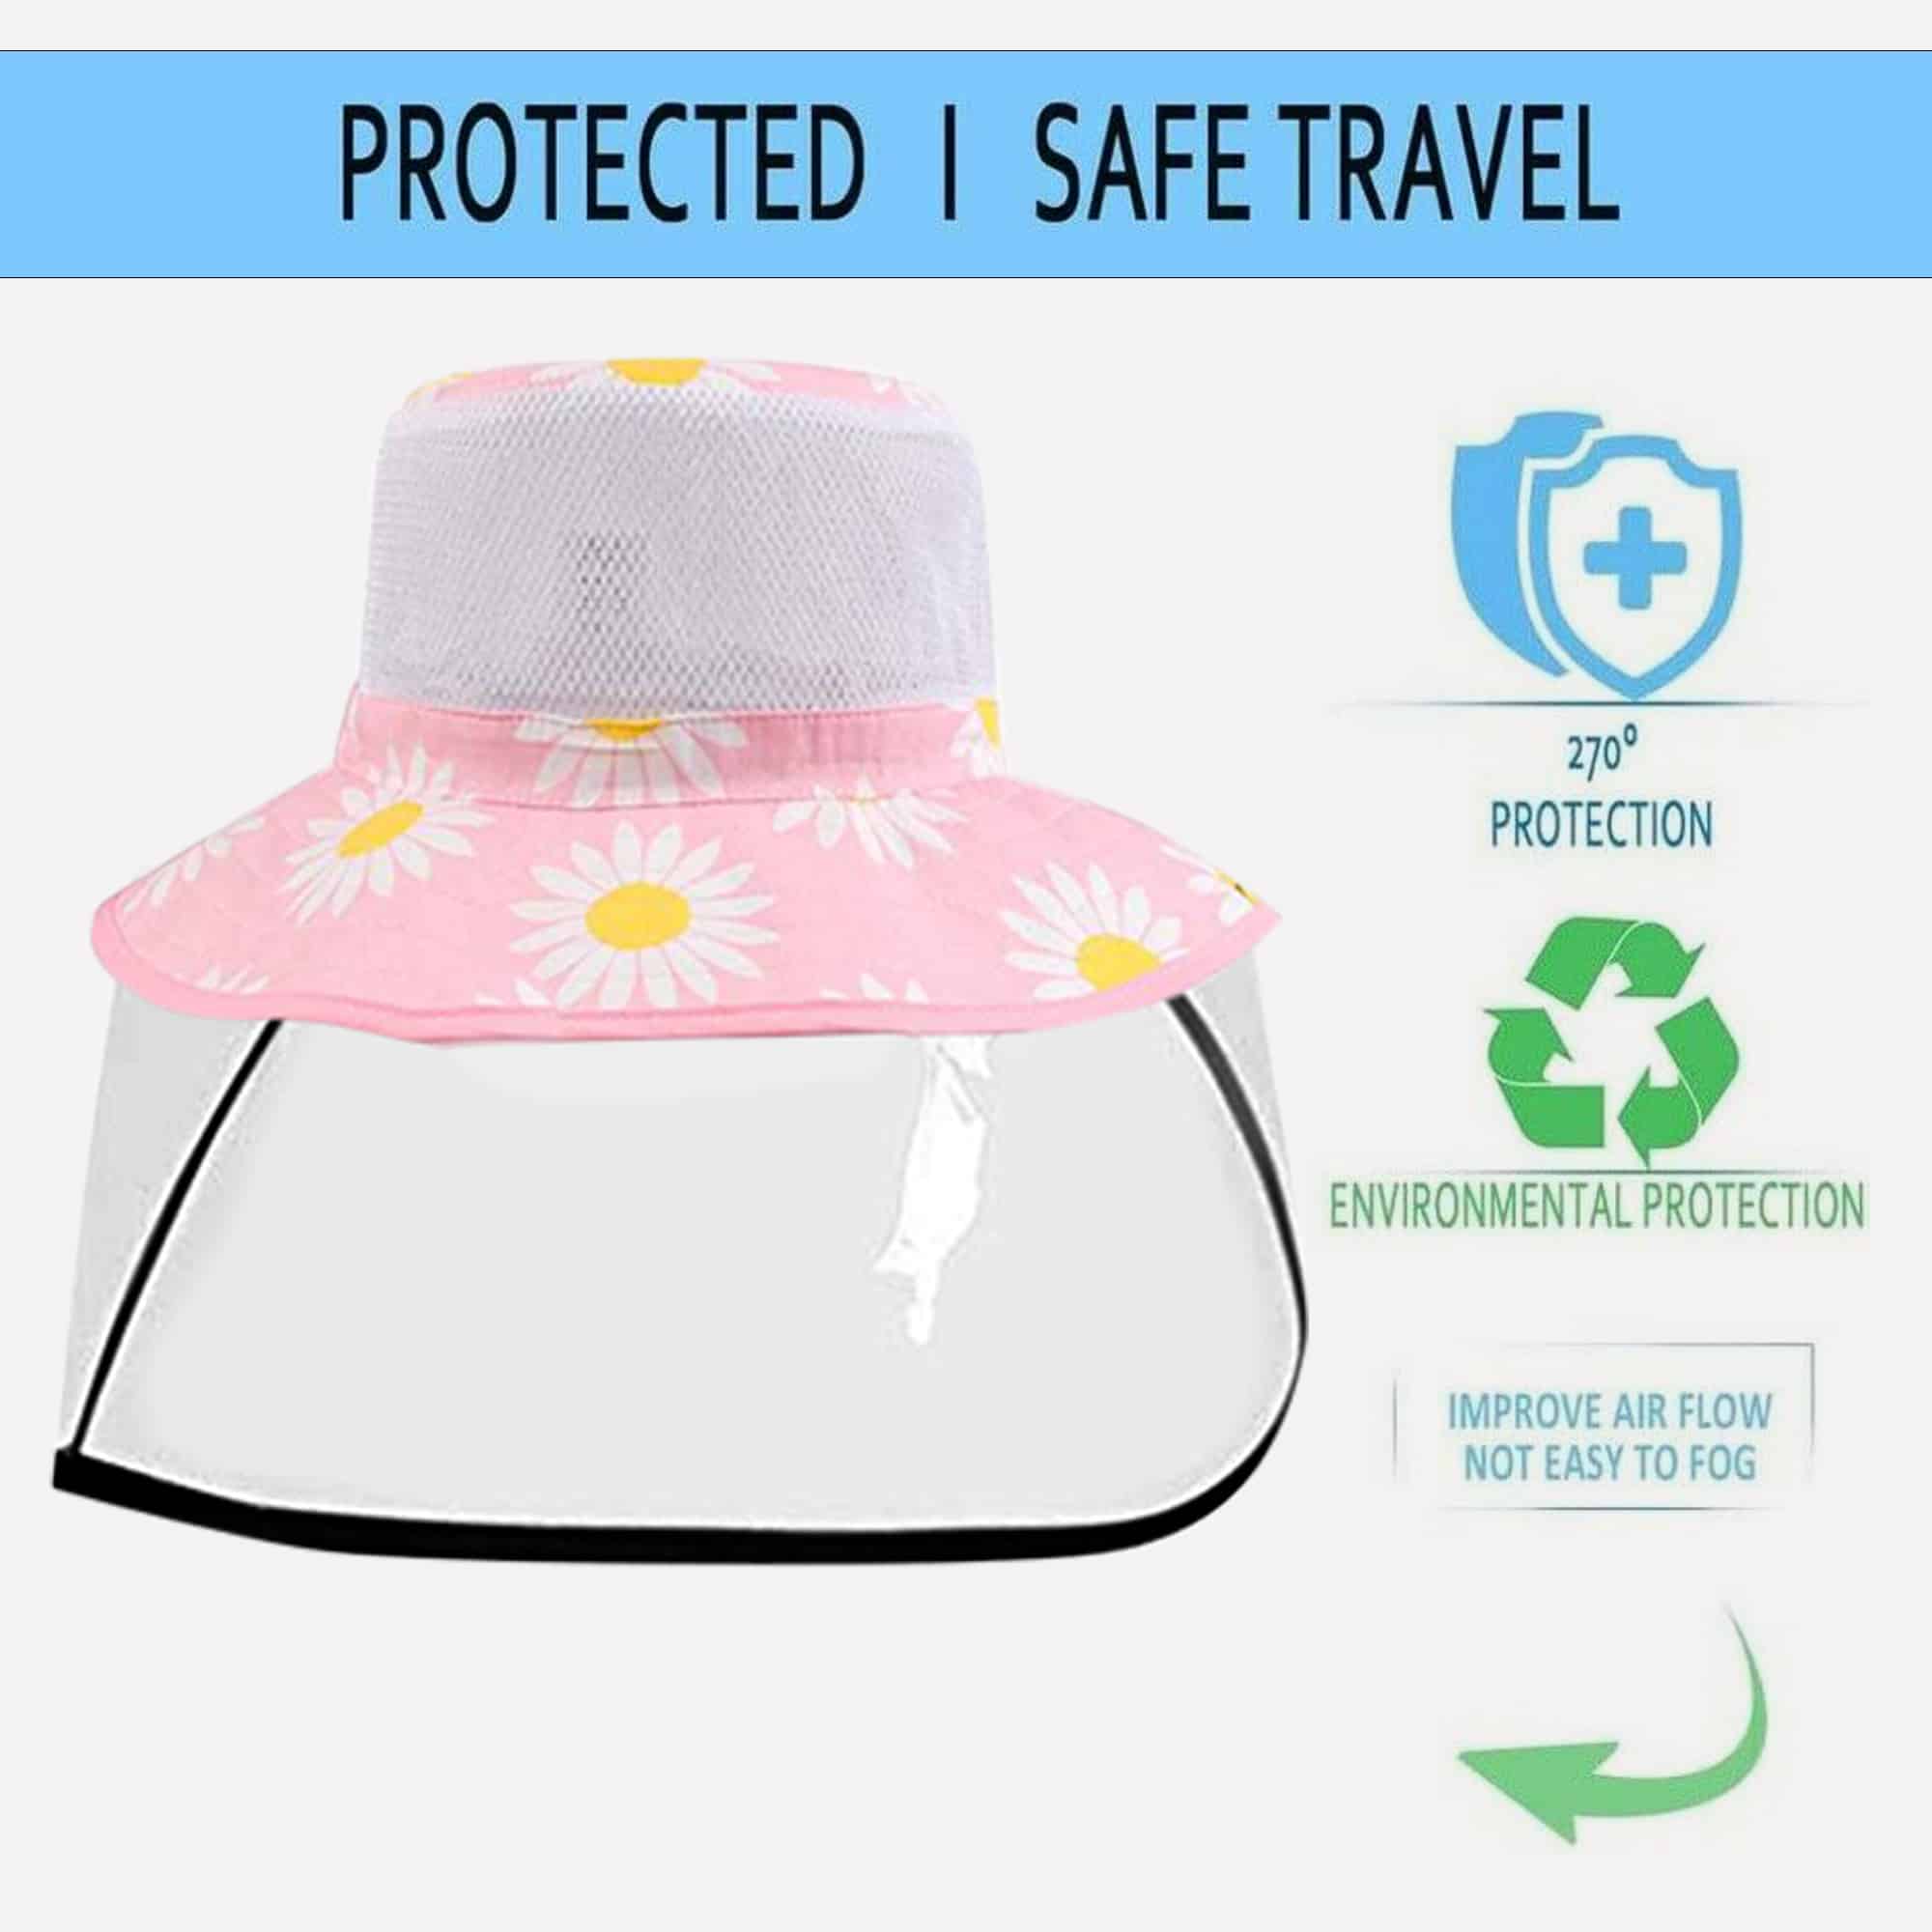 PROTECTED I SAFE TRAVEL
270°
PROTECTION
ENVIRONMENTAL PROTECTION
IMPROVE AIR FLOW
NOT EASY TO FOG